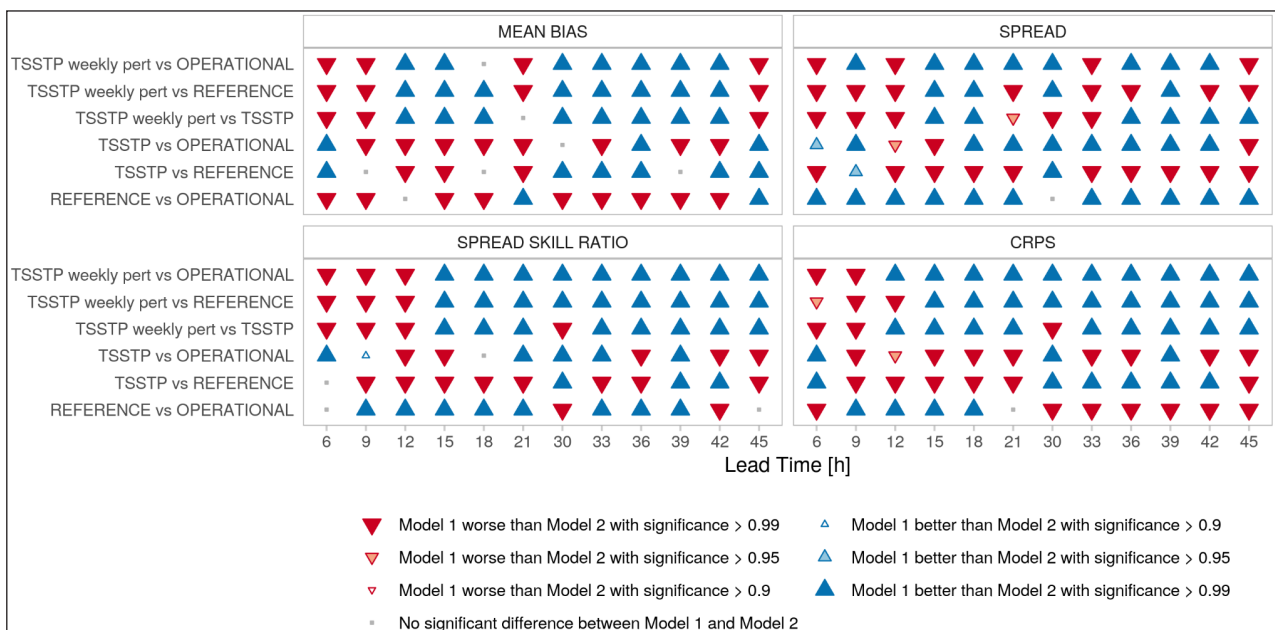 MEAN BIAS
SPREAD
TSSTP weekly pert vs OPERATIONAL
TSSTP weekly pert vs REFERENCE
TSSTP weekly pert vs TSSTP
TSSTP vs OPERATIONAL
TSSTP vs REFERENCE
REFERENCE vs OPERATIONAL
SPREAD SKILL RATIO
CRPS
TSSTP weekly pert vs OPERATIONAL
TSSTP weekly pert vs REFERENCE
TSSTP weekly pert vs TSSTP
TSSTP vs OPERATIONAL
TSSTP vs REFERENCE
REFERENCE vs OPERATIONAL
6 9 12 15 18 21 30 33 36 39 42 45
6 9 12 15 18 21 30 33 36 39 42 45
Lead Time [h]
Model 1 worse than Model 2 with significance > 0.99
Model 1 worse than Model 2 with significance > 0.95
Model 1 worse than Model 2 with significance > 0.9
No significant difference between Model 1 and Model 2
Model 1 better than Model 2 with significance > 0.9
Model 1 better than Model 2 with significance > 0.95
Model 1 better than Model 2 with significance > 0.99